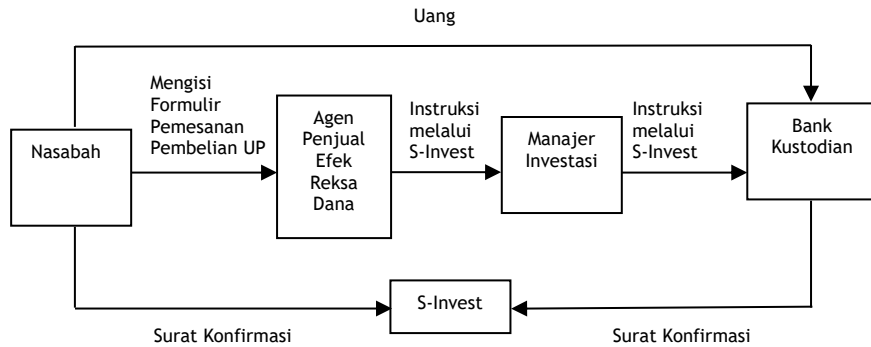 Uang
Mengisi
Formulir
Pemesanan
Pembelian UP
Nasabah
Agen
Penjual
Efek
Reksa
Dana
Instruksi
melalui
S-Invest
Manajer
Investasi
Instruksi
melalui
S-Invest
Bank
Kustodian
S-Invest
Surat Konfirmasi
Surat Konfirmasi